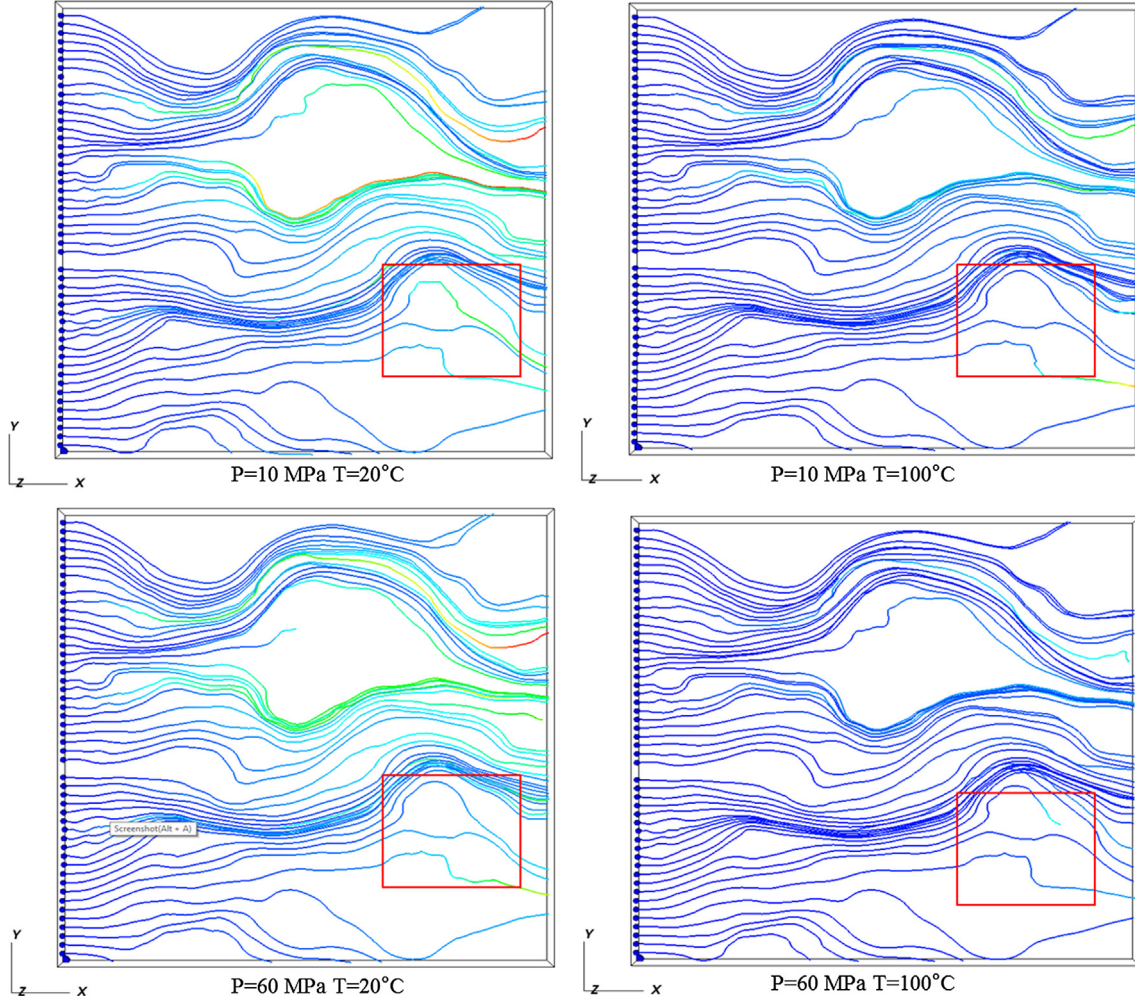 Y
Z X
P=10 MPa T=20°C
Y
Z X
P=10 MPa T=100°C
Screenshot(Alt + A)
Y
Z X
P=60 MPa T=20°C
Y
Z X
P=60 MPa T=100°C